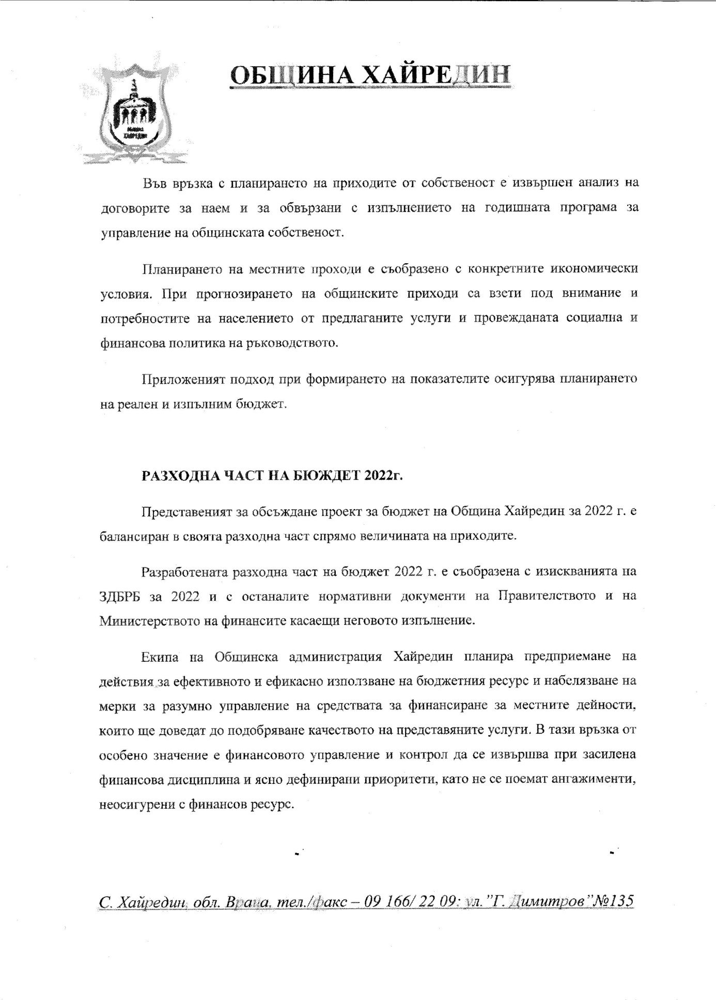 ОБЩИНА ХАЙРЕДИН
ОБЩИНА
ХАЙРЕДИН
Във връзка с планирането на приходите от собственост е извършен анализ на
договорите за наем и за обвързани с изпълнението на годишната програма за
управление на общинската собственост.
Планирането на местните проходи е съобразено с конкретните икономически
условия. При прогнозирането на общинските приходи са взети под внимание и
потребностите на населението от предлаганите услуги и провежданата социална и
финансова политика на ръководството.
Приложеният подход при формирането на показателите осигурява планирането
на реален и изпълним бюджет.
РАЗХОДНА ЧАСТ НА БЮЖДЕТ 2022г.
Представеният за обсъждане проект за бюджет на Община Хайредин за 2022 г. е
балансиран в своята разходна част спрямо величината на приходите.
Разработената разходна част на бюджет 2022 г. е съобразена с изискванията на
ЗДБРБ за 2022 и с останалите нормативни документи на Правителството и на
Министерството на финансите касаещи неговото изпълнение.
Екипа на Общинска администрация Хайредин планира предприемане на
действия за ефективното и ефикасно използване на бюджетния ресурс и набелязване на
мерки за разумно управление на средствата за финансиране за местните дейности,
които ще доведат до подобряване качеството на представяните услуги. В тази връзка от
особено значение е финансовото управление и контрол да се извършва при засилена
финансова дисциплина и ясно дефинирани приоритети, като не се поемат ангажименти,
неосигурени с финансов ресурс.
С. Хайредин, обл. Враца, тел./факс – 09 166/ 22 09; ул. "Г. Димитров"№135